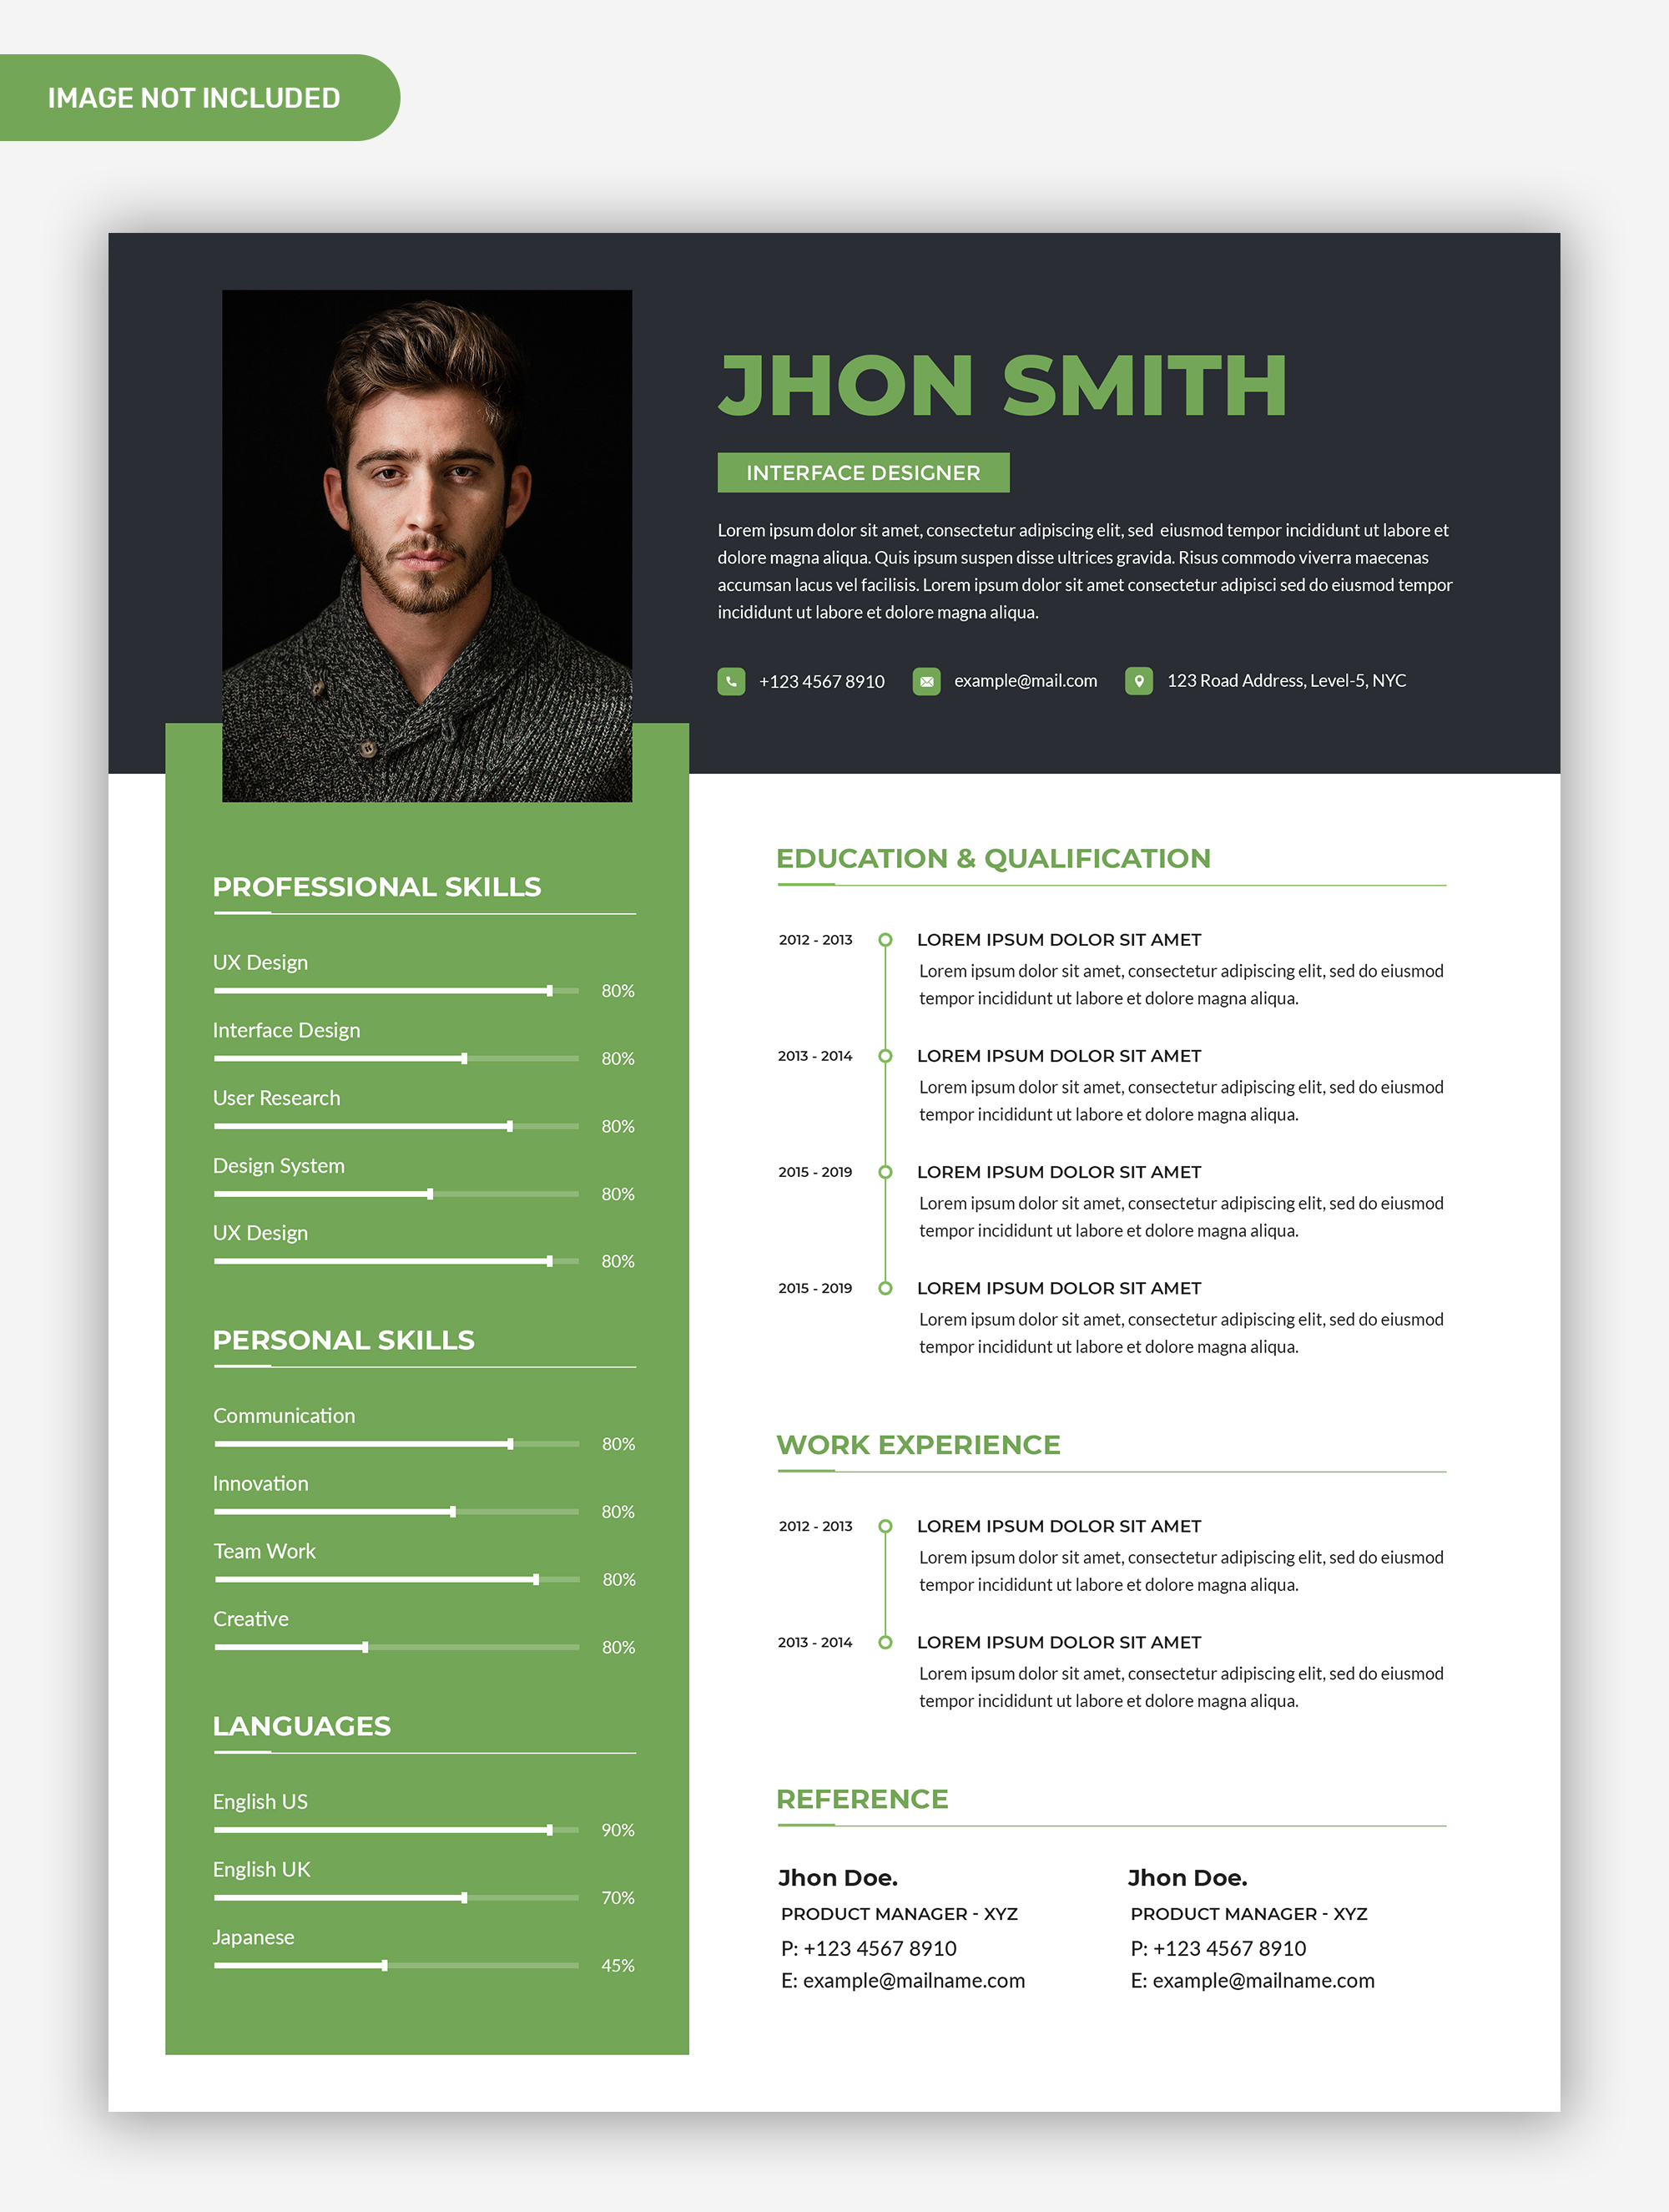 IMAGE NOT INCLUDED
JHON SMITH
INTERFACE DESIGNER
Lorem ipsum dolor sit amet, consectetur adipiscing elit, sed eiusmod tempor incididunt ut labore et
dolore magna aliqua. Quis ipsum suspen disse ultrices gravida. Risus commodo viverra maecenas
accumsan lacus vel facilisis. Lorem ipsum dolor sit amet consectetur adipisci sed do eiusmod tempor
incididunt ut labore et dolore magna aliqua.
+123 4567 8910 example@mail.com 123 Road Address, Level-5, NYC
PROFESSIONAL SKILLS
UX Design
80%
Interface Design
80%
User Research
80%
Design System
80%
UX Design
80%
PERSONAL SKILLS
Communication
80%
Innovation
80%
Team Work
80%
Creative
80%
LANGUAGES
English US
90%
English UK
70%
Japanese
45%
EDUCATION & QUALIFICATION
2012 - 2013 LOREM IPSUM DOLOR SIT AMET
Lorem ipsum dolor sit amet, consectetur adipiscing elit, sed do eiusmod
tempor incididunt ut labore et dolore magna aliqua.
2013 - 2014 LOREM IPSUM DOLOR SIT AMET
Lorem ipsum dolor sit amet, consectetur adipiscing elit, sed do eiusmod
tempor incididunt ut labore et dolore magna aliqua.
2015 - 2019 LOREM IPSUM DOLOR SIT AMET
Lorem ipsum dolor sit amet, consectetur adipiscing elit, sed do eiusmod
tempor incididunt ut labore et dolore magna aliqua.
2015 - 2019 LOREM IPSUM DOLOR SIT AMET
Lorem ipsum dolor sit amet, consectetur adipiscing elit, sed do eiusmod
tempor incididunt ut labore et dolore magna aliqua.
WORK EXPERIENCE
2012 - 2013 LOREM IPSUM DOLOR SIT AMET
Lorem ipsum dolor sit amet, consectetur adipiscing elit, sed do eiusmod
tempor incididunt ut labore et dolore magna aliqua.
2013 - 2014 LOREM IPSUM DOLOR SIT AMET
Lorem ipsum dolor sit amet, consectetur adipiscing elit, sed do eiusmod
tempor incididunt ut labore et dolore magna aliqua.
REFERENCE
Jhon Doe.
PRODUCT MANAGER - XYZ
P: +123 4567 8910
E: example@mailname.com
Jhon Doe.
PRODUCT MANAGER - XYZ
P: +123 4567 8910
E: example@mailname.com